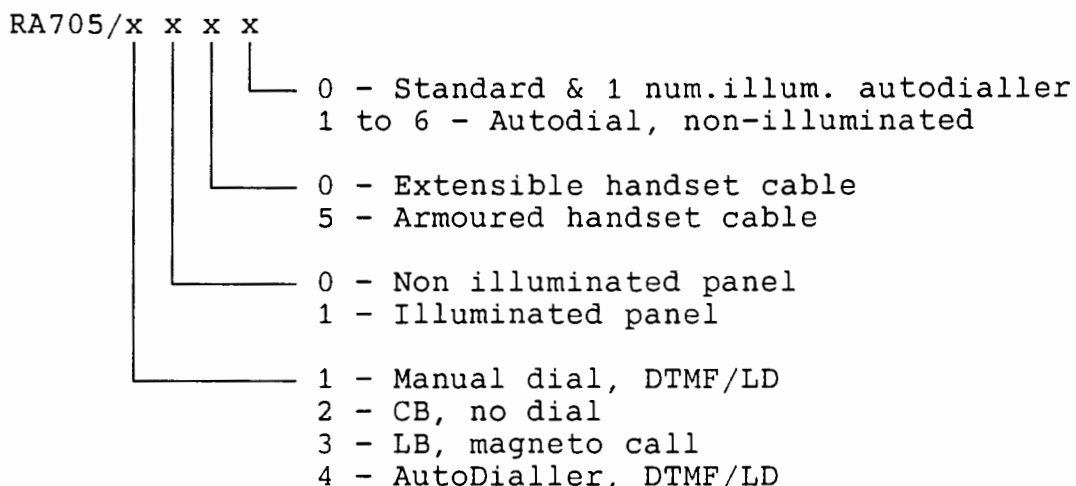 RA705/x x x x
0 - Standard & 1 num.illum. autodialler
1 to 6 - Autodial, non-illuminated
0 - Extensible handset cable
5 - Armoured handset cable
0 - Non illuminated panel
1 - Illuminated panel
1 - Manual dial, DTMF/LD
2 - CB, no dial
3 - LB, magneto call
4 - AutoDialler, DTMF/LD